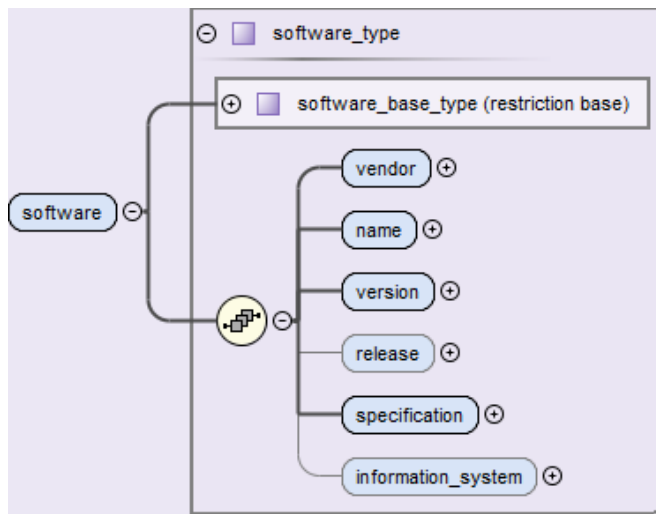 software_type
software_base_type (restriction base)
software
vendor
name
version
release
specification
information_system